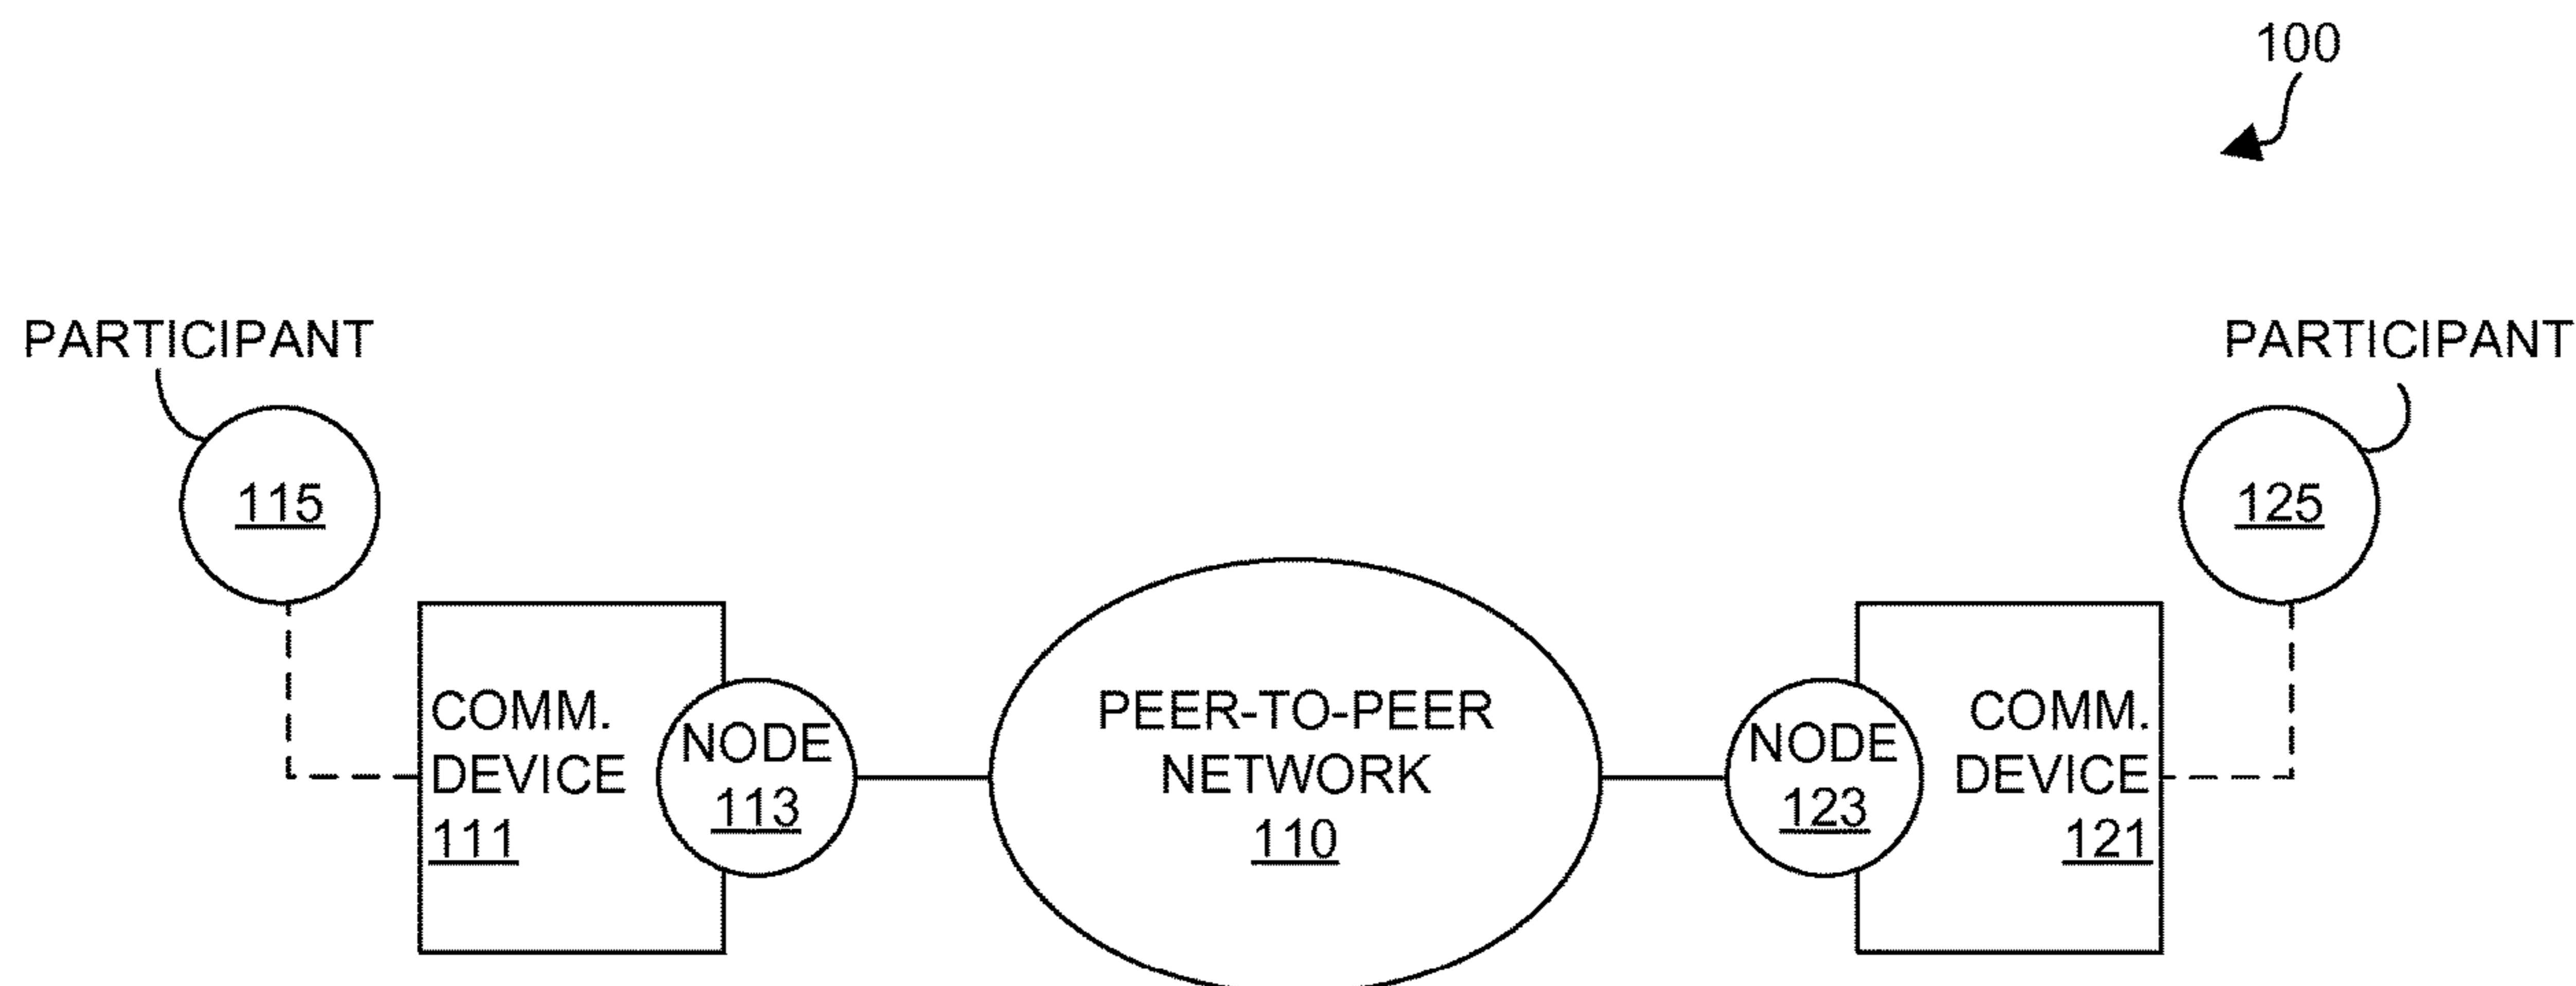 100
PARTICIPANT
PARTICIPANT
115
125
COMM.
DEVICE
111
NODE
113
PEER-TO-PEER
NETWORK
110
NODE
123
COMM.
DEVICE
121